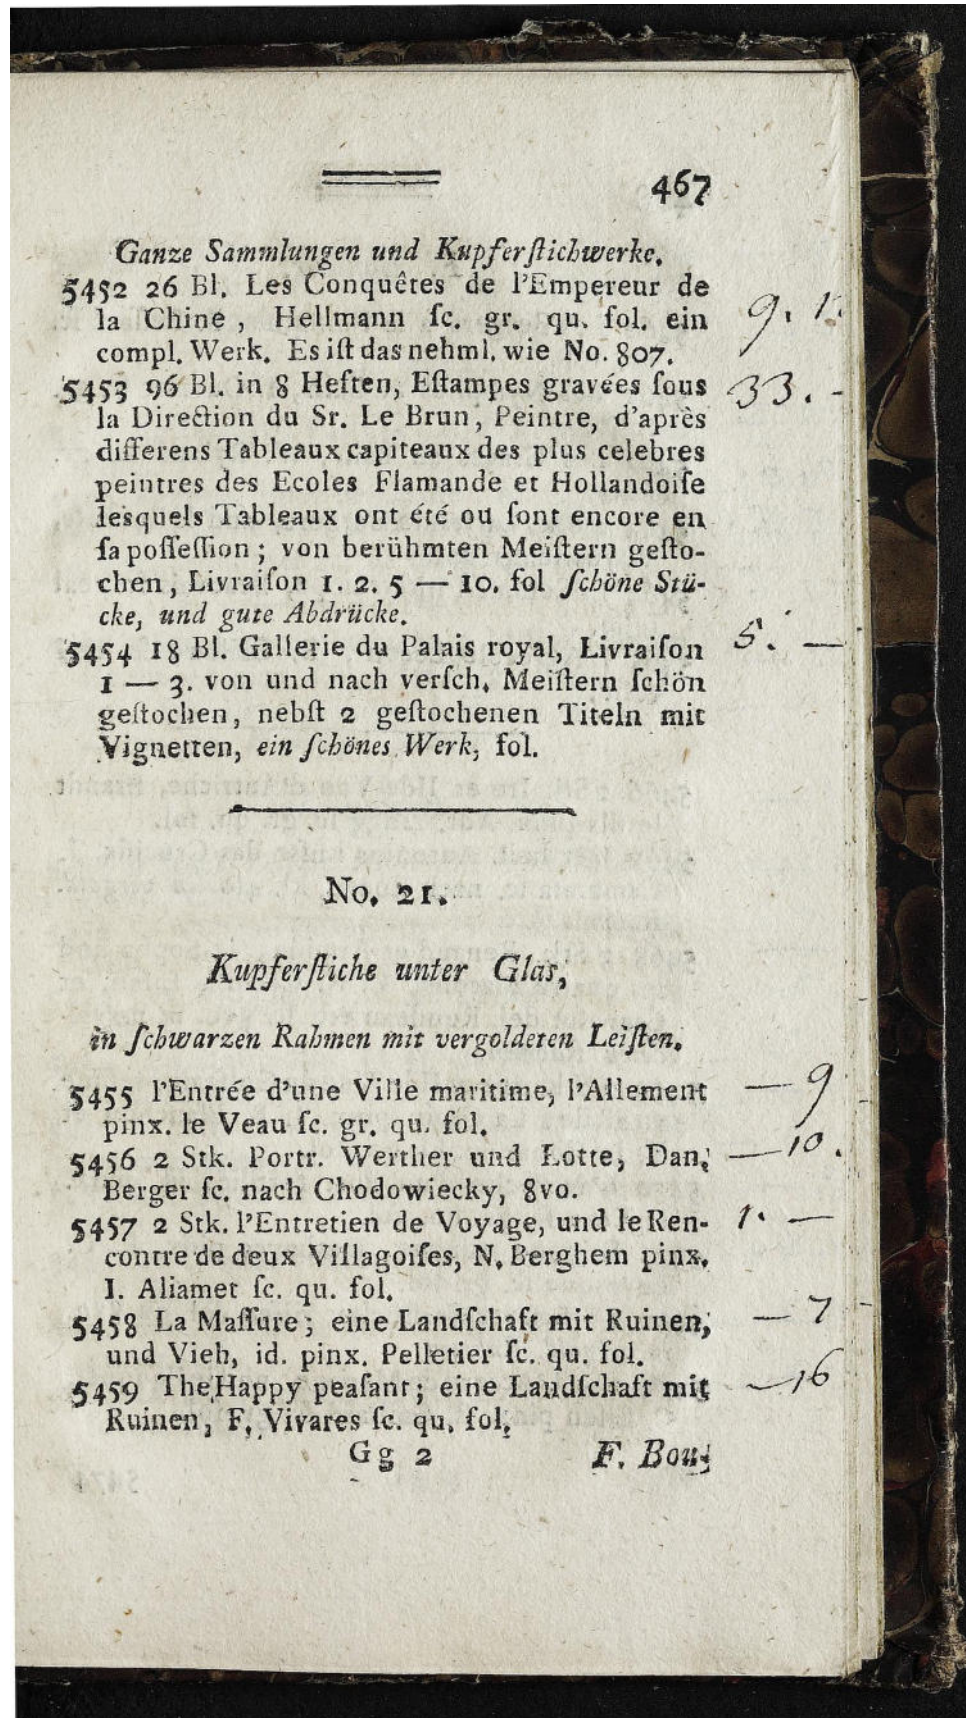 467
Ganze Sammlungen und Kupferſtichwerke.
5452 26 Bl. Les Conquêtes de l'Empereur de
la Chine, Hellmann ſc. gr. qu. fol. ein
compl. Werk. Es iſt das nehml. wie No. 807.
9. 1.
5453 96 Bl. in 8 Heften, Eſtampes gravées ſous
33. -
la Direction du Sr. Le Brun, Peintre, d'après
differens Tableaux capiteaux des plus celebres
peintres des Ecoles Flamande et Hollandoiſe
lesquels Tableaux ont été ou ſont encore en
ſa poſſeſſion; von berühmten Meiſtern geſto-
chen, Livraiſon 1. 2. 5 — 10. fol ſchöne Stü-
cke, und gute Abdrücke.
5454 18 Bl. Gallerie du Palais royal, Livraiſon
5. —
1 — 3. von und nach verſch. Meiſtern ſchön
geſtochen, nebſt 2 geſtochenen Titeln mit
Vignetten, ein ſchönes Werk, fol.
No. 21.
Kupferſtiche unter Glas,
in ſchwarzen Rahmen mit vergoldeten Leiſten.
5455 l'Entrée d'une Ville maritime, l'Allement
— 9
pinx. le Veau ſc. gr. qu. fol.
5456 2 Stk. Portr. Werther und Lotte, Dan.
— 10.
Berger ſc. nach Chodowiecky, 8vo.
5457 2 Stk. l'Entretien de Voyage, und le Ren-
1. —
contre de deux Villagoiſes, N. Berghem pinx.
I. Aliamet ſc. qu. fol.
5458 La Maſſure; eine Landſchaft mit Ruinen,
— 7
und Vieh, id. pinx. Pelletier ſc. qu. fol.
5459 The Happy peaſant; eine Landſchaft mit
— 16
Ruinen, F. Vivares ſc. qu. fol.
Gg 2
F. Bou-